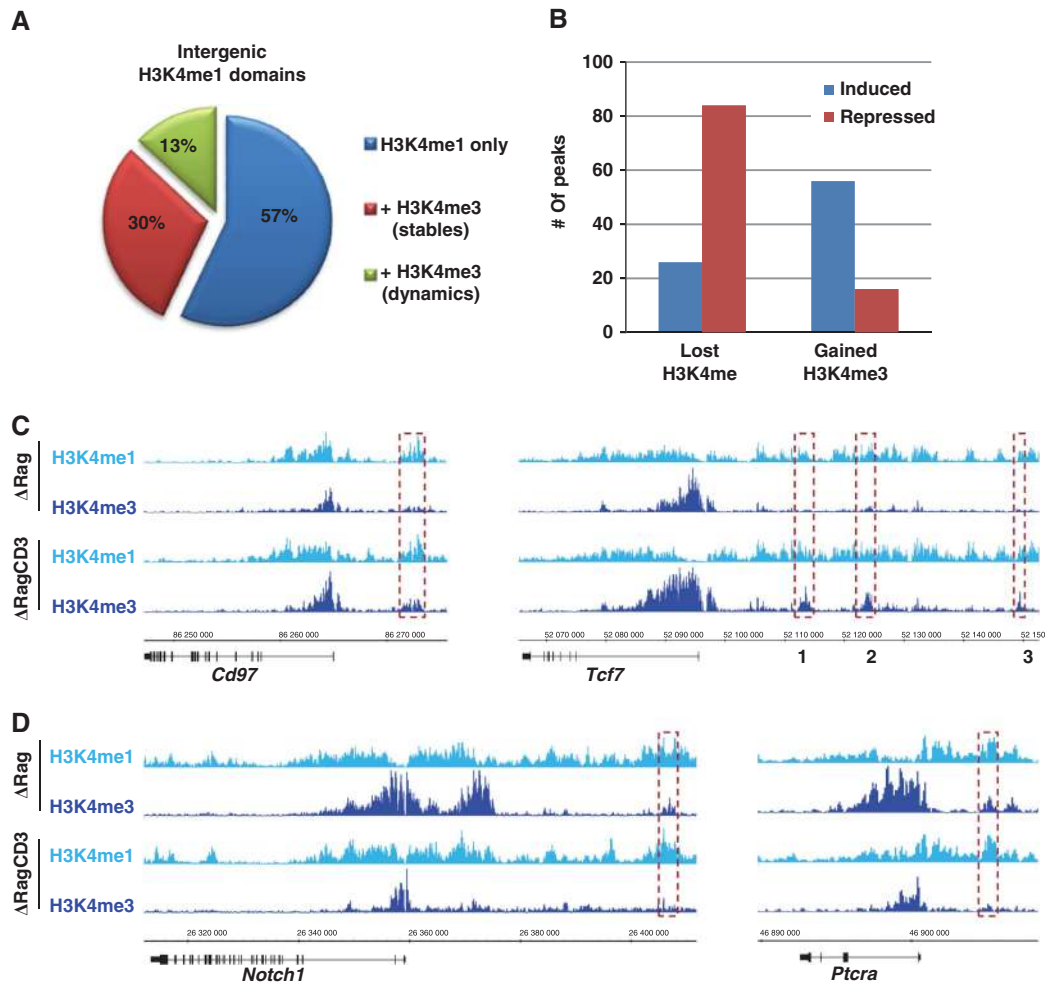 A
Intergenic
H3K4me1 domains
13%
30%
57%
H3K4me1 only
+ H3K4me3
(stables)
+ H3K4me3
(dynamics)
B
100
80
60
40
20
0
# Of peaks
Induced
Repressed
Lost
H3K4me
Gained
H3K4me3
C
ΔRag
H3K4me1
H3K4me3
ΔRagCD3
H3K4me1
H3K4me3
86 250 000 86 260 000 86 270 000
Cd97
52 070 000 52 080 000 52 090 000 52 100 000 52 110 000 52 120 000 52 130 000 52 140 000 52 150
1 2 3
Tcf7
D
ΔRag
H3K4me1
H3K4me3
ΔRagCD3
H3K4me1
H3K4me3
26 320 000 26 340 000 26 360 000 26 380 000 26 400 000
Notch1
46 890 000 46 900 000
Ptcra